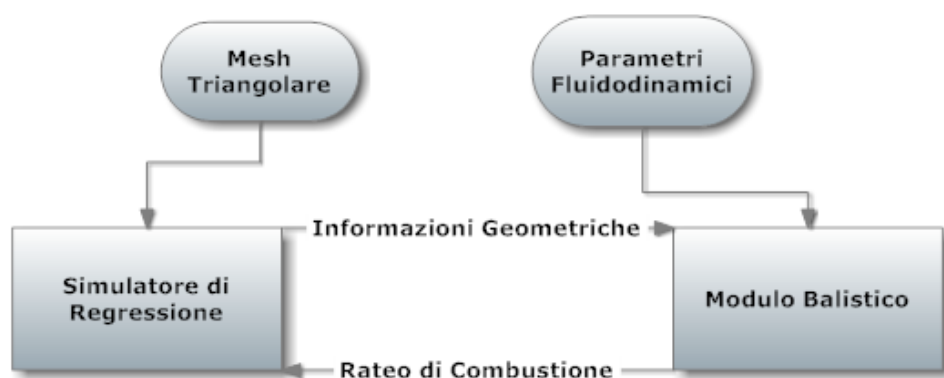 Mesh
Triangolare
Parametri
Fluidodinamici
Informazioni Geometriche
Simulatore di
Regressione
Modulo Balistico
Rateo di Combustione